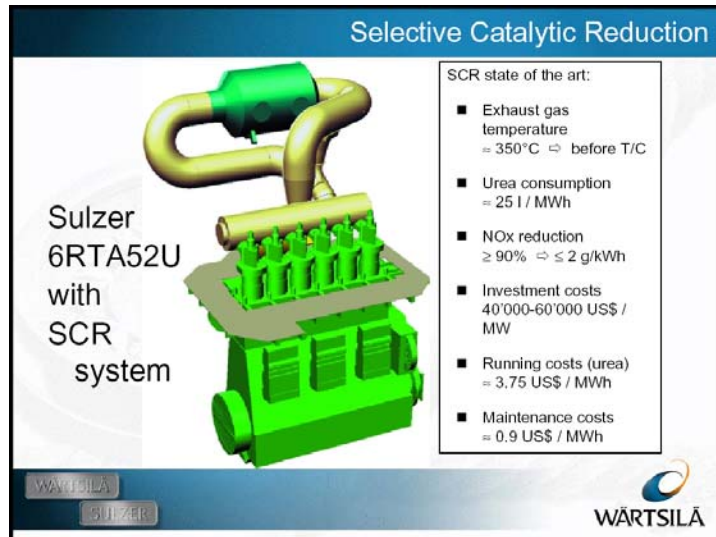 Selective Catalytic Reduction
Sulzer
6RTA52U
with
SCR
system
SCR state of the art:
■ Exhaust gas
temperature
≈ 350°C ⇨ before T/C
■ Urea consumption
≈ 25 l / MWh
■ NOx reduction
≥ 90% ⇨ ≤ 2 g/kWh
■ Investment costs
40'000-60'000 US$ /
MW
■ Running costs (urea)
≈ 3.75 US$ / MWh
■ Maintenance costs
≈ 0.9 US$ / MWh
WÄRTSILÄ
SULZER
WÄRTSILÄ